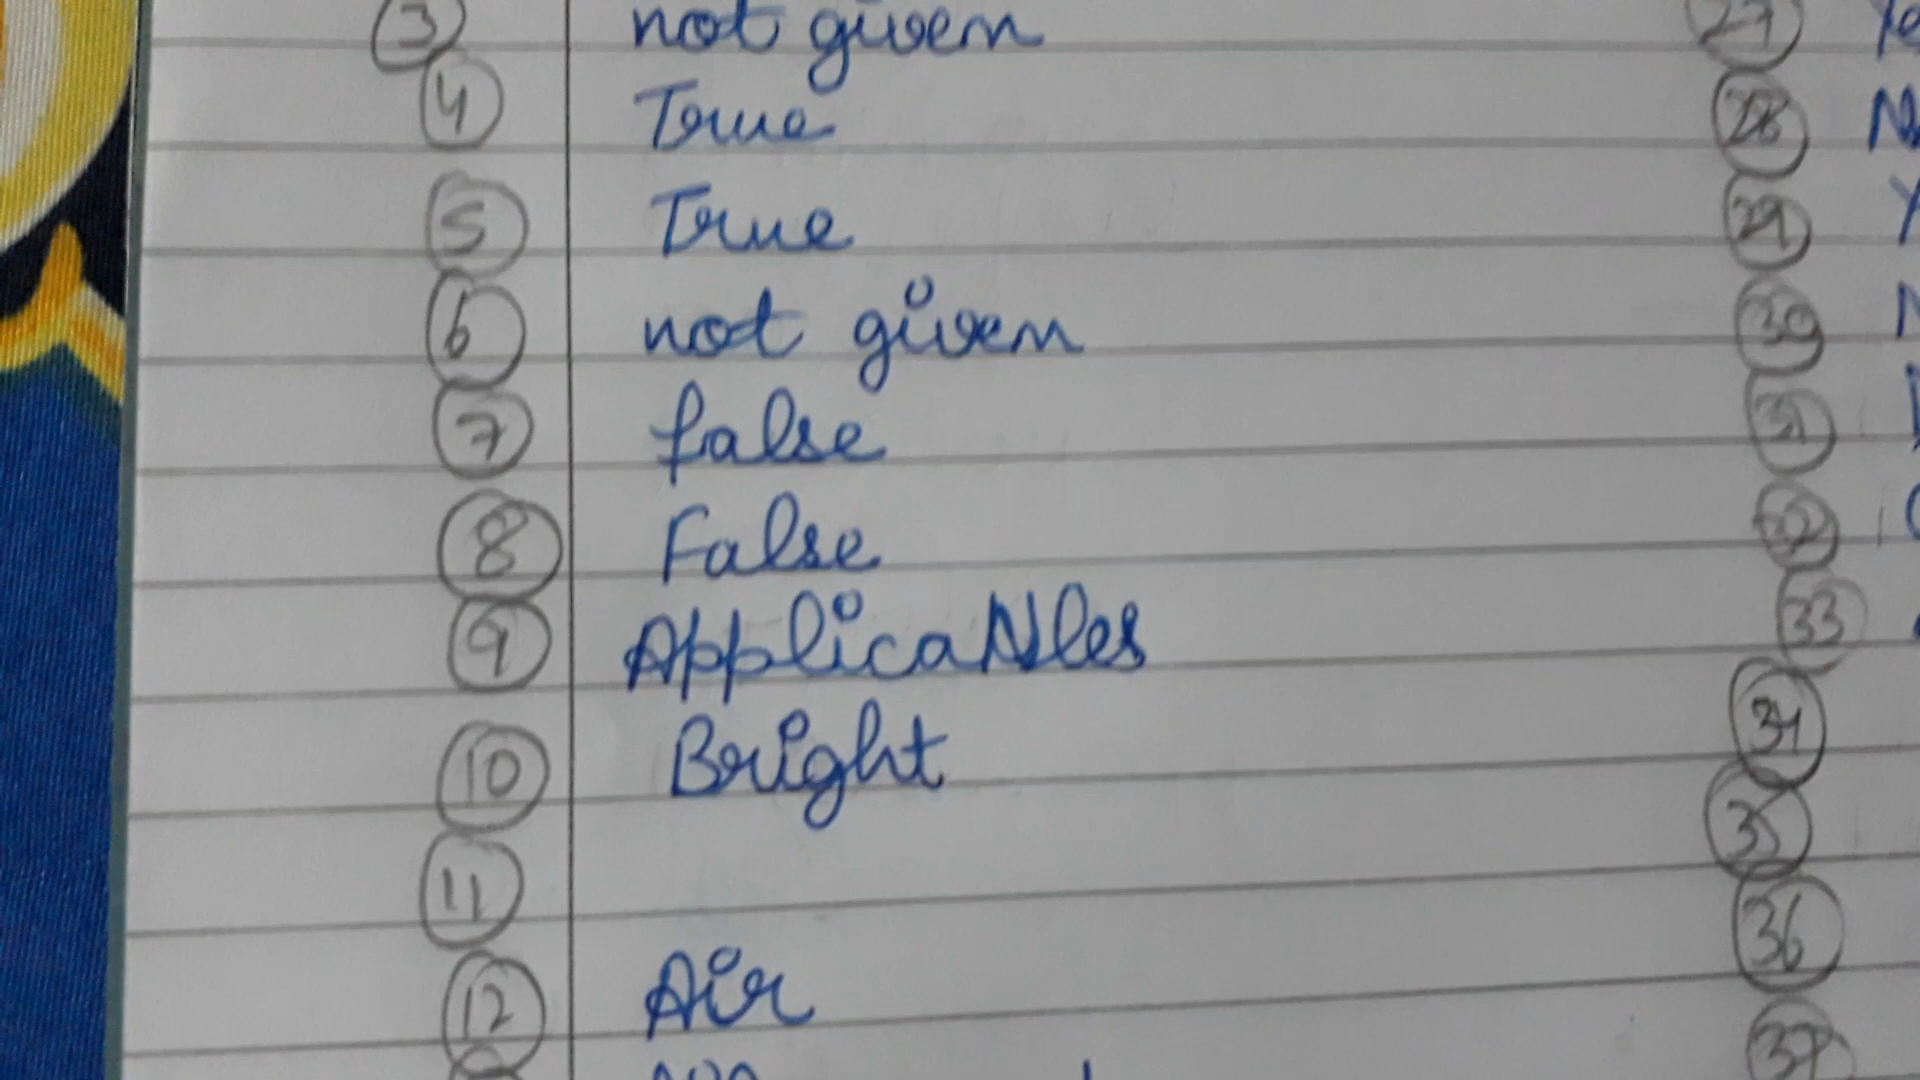 3 not given
4 True
5 True
6 not given
7 false
8 False
9 ApplicaNles
10 Bright
11
12 Air
27
28
29
30
31
32
33
34
35
36
37